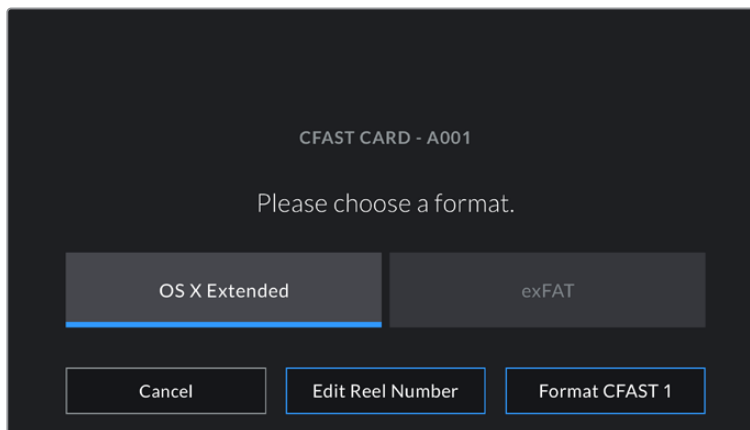 CFAST CARD - A001
Please choose a format.
OS X Extended
exFAT
Cancel
Edit Reel Number
Format CFAST 1